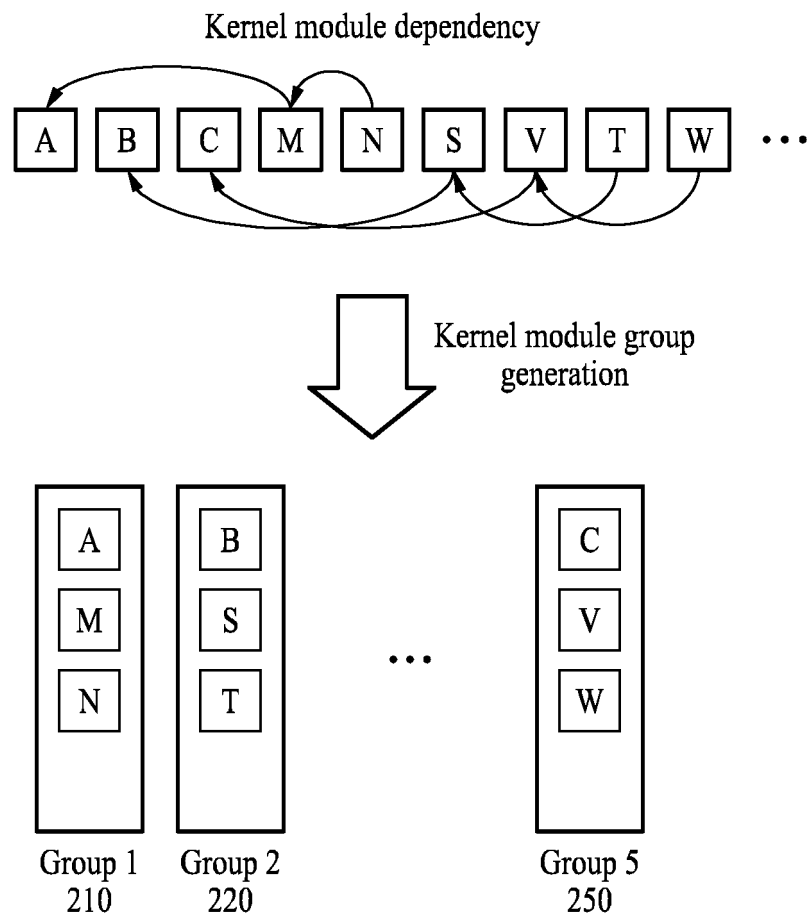 Kernel module dependency
A B C M N S V T W ...
Kernel module group
generation
A
M
N
B
S
T
...
C
V
W
Group 1
210
Group 2
220
Group 5
250